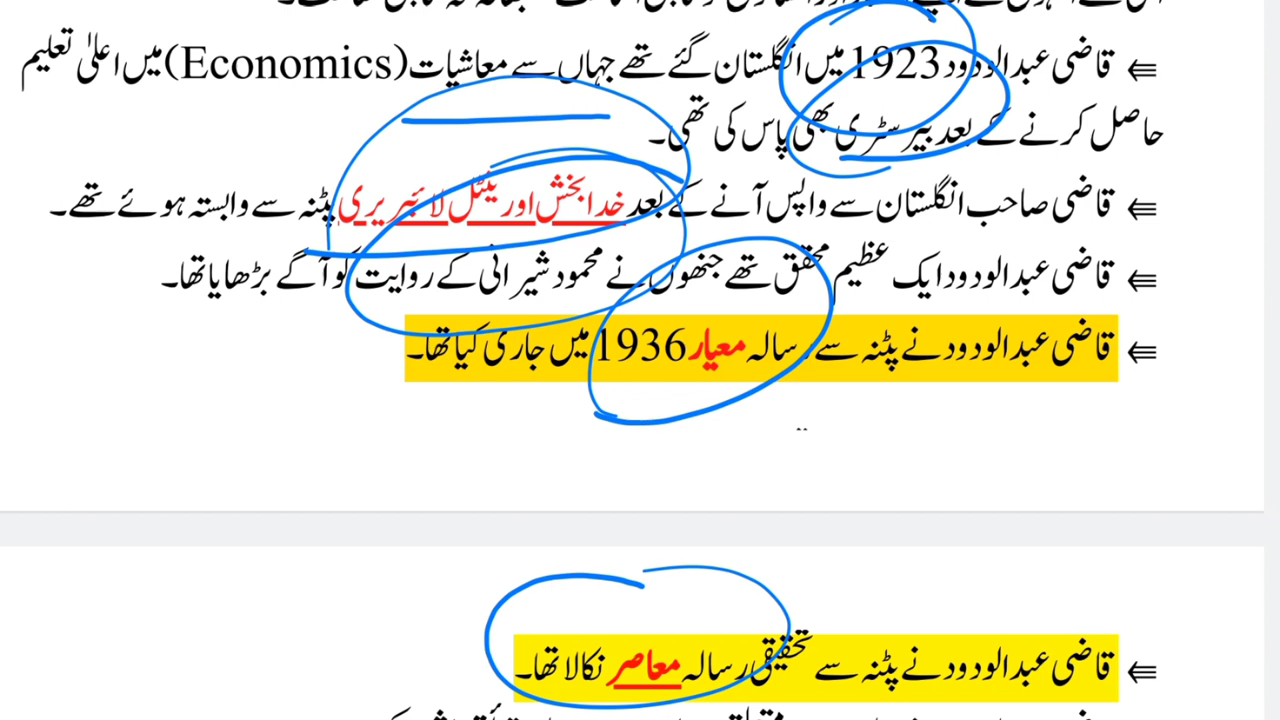 ⇚ قاضی عبدالودود 1923 میں انگلستان گئے تھے جہاں سے معاشیات (Economics) میں اعلیٰ تعلیم
حاصل کرنے کے بعد بیرسٹری بھی پاس کی تھی۔
⇚ قاضی صاحب انگلستان سے واپس آنے کے بعد خدا بخش اورینٹل لائبریری پٹنہ سے وابستہ ہوئے تھے۔
⇚ قاضی عبدالودود ایک عظیم محقق تھے جنھوں نے محمود شیرانی کے روایت کو آگے بڑھایا تھا۔
⇚ قاضی عبدالودود نے پٹنہ سے رسالہ معیار 1936 میں جاری کیا تھا۔
⇚ قاضی عبدالودود نے پٹنہ سے تحقیقی رسالہ معاصر نکالا تھا۔